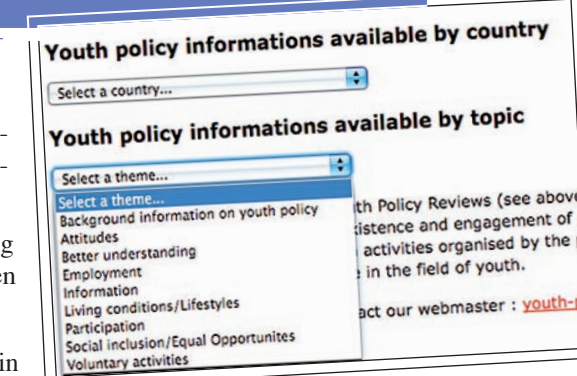 Youth policy informations available by country
Select a country...
Youth policy informations available by topic
Select a theme...
Select a theme...
Background information on youth policy
Attitudes
Better understanding
Employment
Information
Living conditions/Lifestyles
Participation
Social inclusion/Equal Opportunites
Voluntary activities
th Policy Reviews (see above
istence and engagement of
activities organised by the
in the field of youth.
act our webmaster : youth-
in